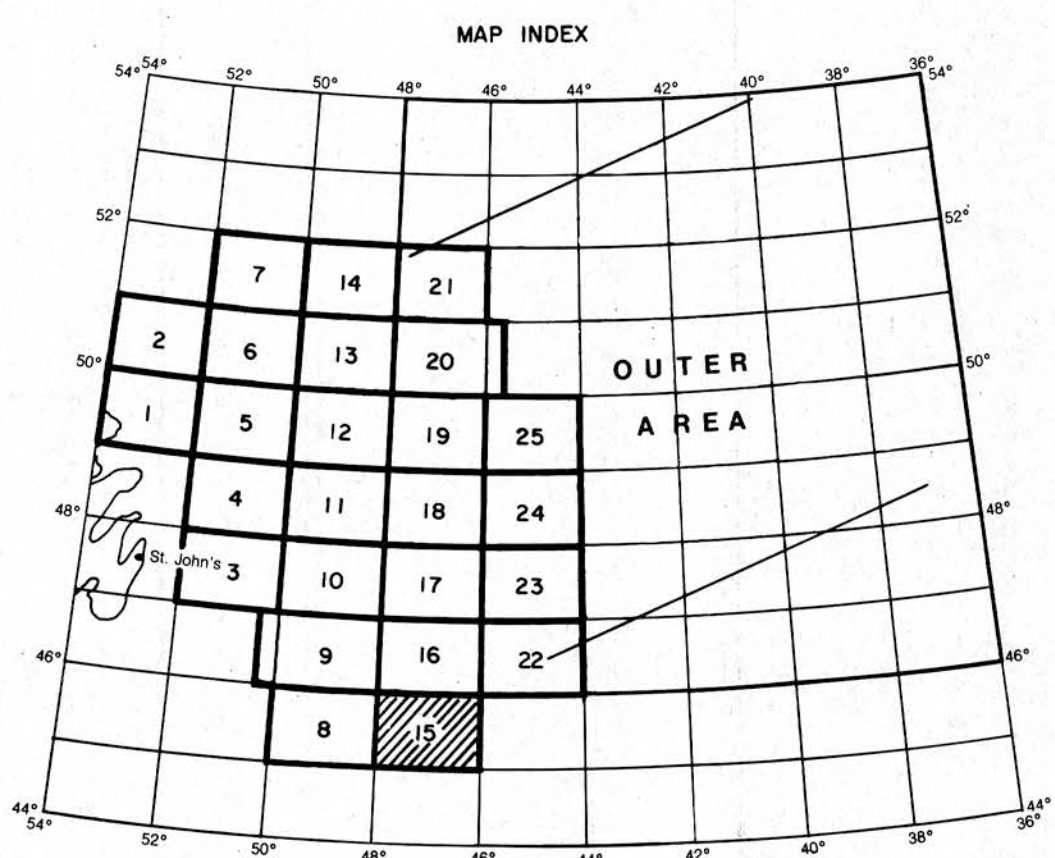 MAP INDEX
54° 54° 52° 50° 48° 46° 44° 42° 40° 38° 36° 54°
52° 52°
7 14 21
2 6 13 20
50° OUTER 50°
1 5 12 19 25 AREA
4 11 18 24
48° 48°
St. John's 3 10 17 23
9 16 22
46° 46°
8 15
44° 44°
54° 52° 50° 48° 46° 44° 42° 40° 38° 36°